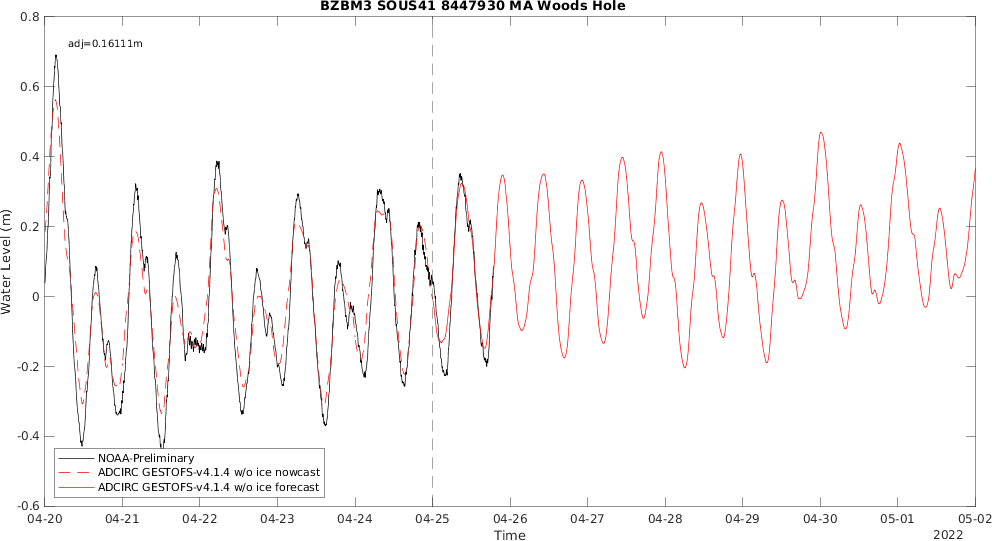 BZBM3 SOUS41 8447930 MA Woods Hole
adj=0.16111m
Water Level (m)
0.8
0.6
0.4
0.2
0
-0.2
-0.4
-0.6
NOAA-Preliminary
ADCIRC GESTOFS-v4.1.4 w/o ice nowcast
ADCIRC GESTOFS-v4.1.4 w/o ice forecast
04-20 04-21 04-22 04-23 04-24 04-25 04-26 04-27 04-28 04-29 04-30 05-01 05-02
Time
2022